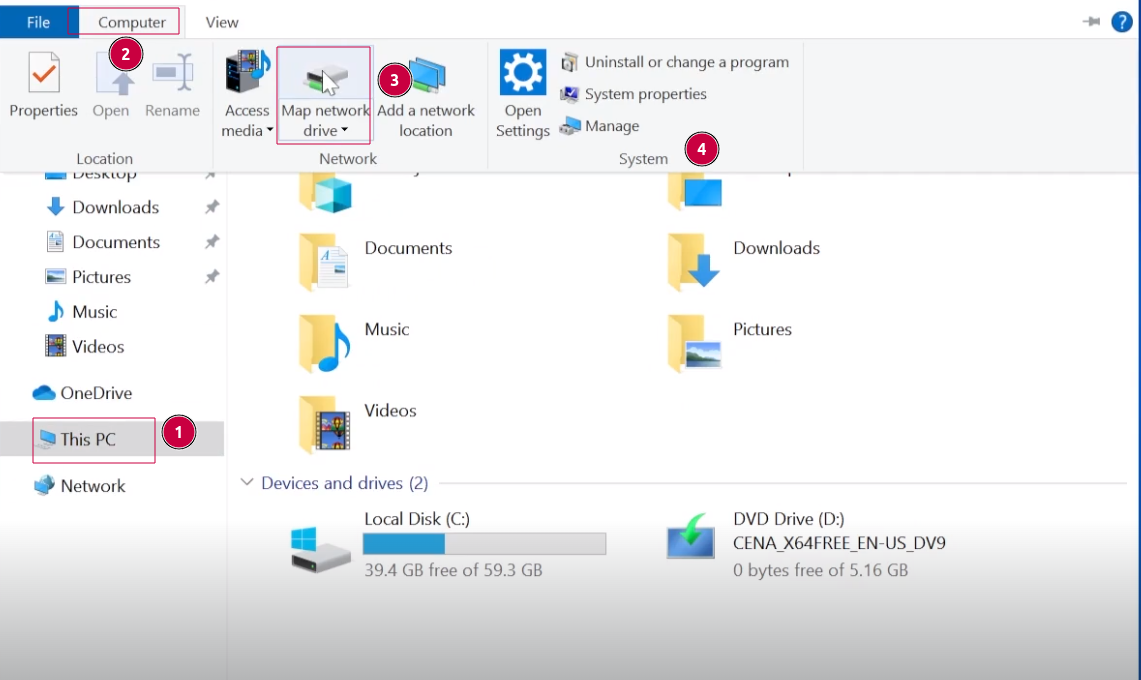 File
Computer
View
?
2
3
Properties
Open
Rename
Access
media
Map network
drive
Add a network
location
Open
Settings
Uninstall or change a program
System properties
Manage
Location
Network
System
4
Desktop
Downloads
Documents
Pictures
Music
Videos
OneDrive
This PC
1
Network
Documents
Downloads
Music
Pictures
Videos
Devices and drives (2)
Local Disk (C:)
39.4 GB free of 59.3 GB
DVD Drive (D:)
CENA_X64FREE_EN-US_DV9
0 bytes free of 5.16 GB